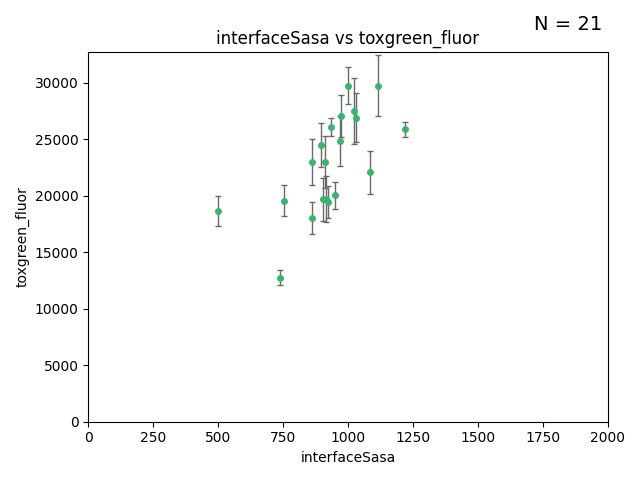 N = 21
interfaceSasa vs toxgreen_fluor
30000
25000
20000
15000
10000
5000
0
toxgreen_fluor
0 250 500 750 1000 1250 1500 1750 2000
interfaceSasa